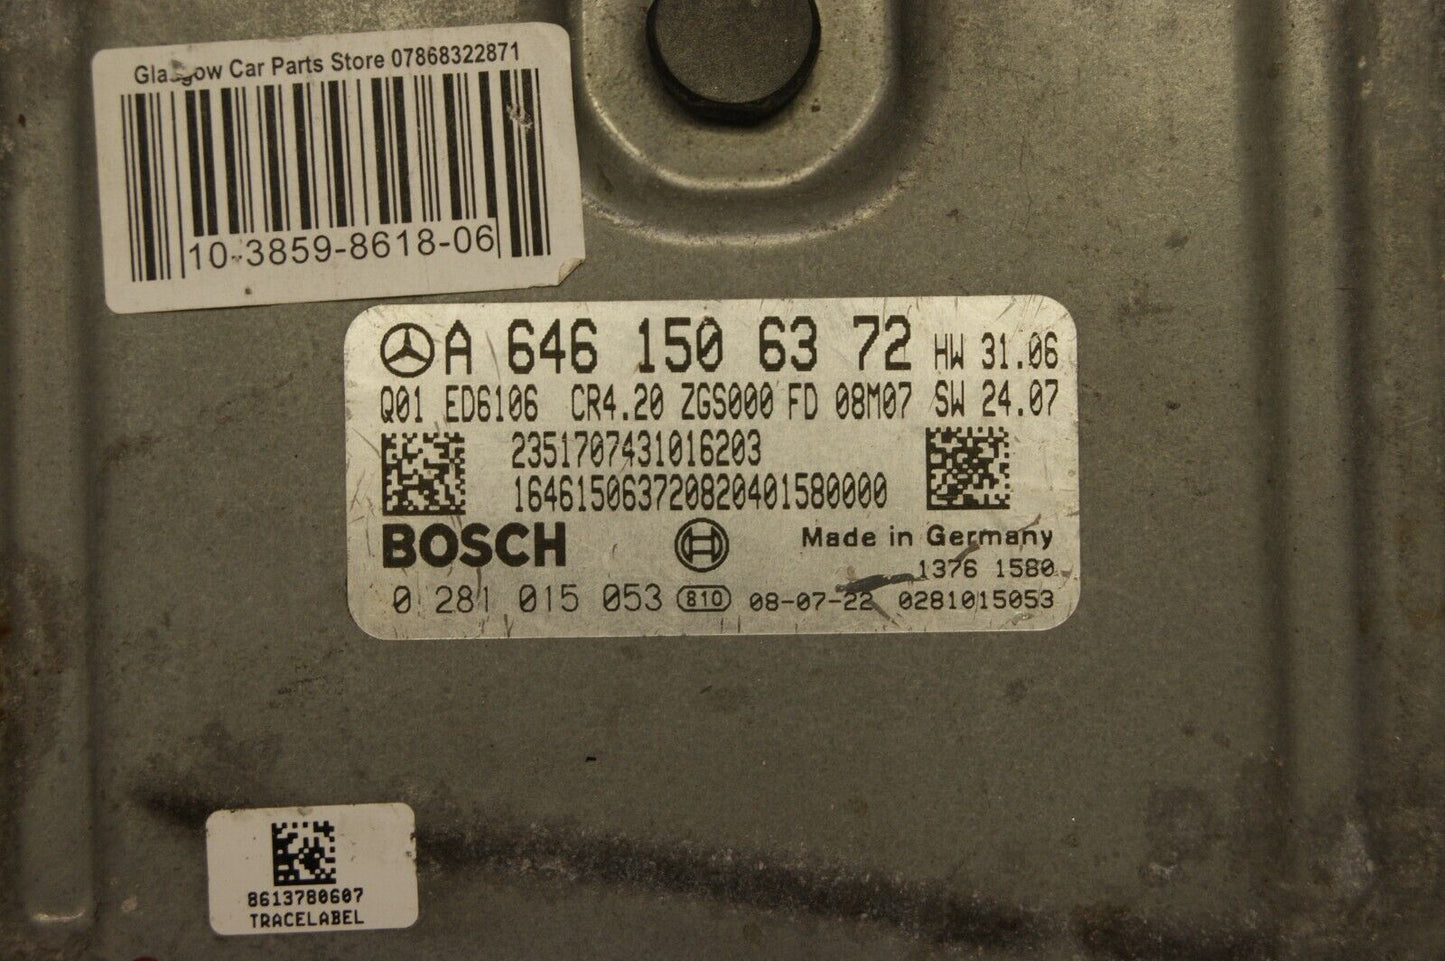 Glasgow Car Parts Store 07868322871
10-3859-8618-06
A 646 150 63 72 HW 31.06
Q01 ED6106 CR4.20 ZGS000 FD 08M07 SW 24.07
2351707431016203
164615063720820401580000
BOSCH Made in Germany
1376 1580
0 281 015 053 810 08-07-22 0281015053
8613780607
TRACELABEL